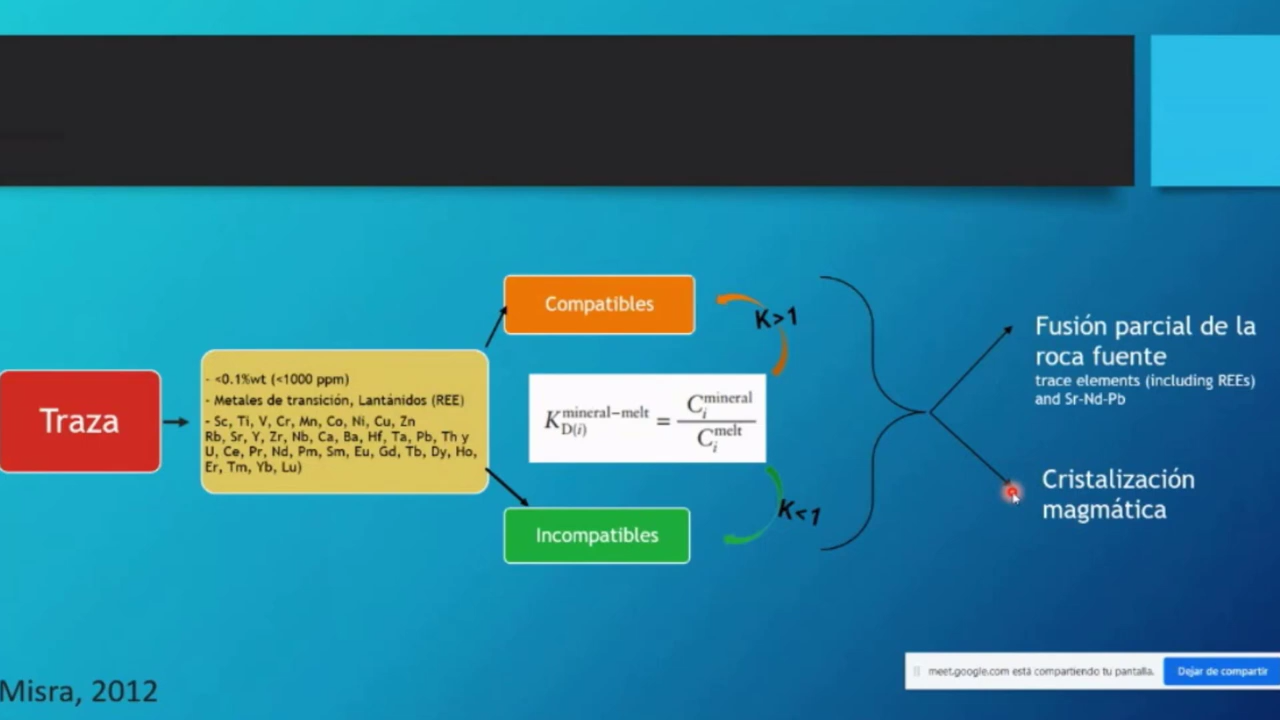 Traza
- <0.1%wt (<1000 ppm)
- Metales de transición, Lantánidos (REE)
- Sc, Ti, V, Cr, Mn, Co, Ni, Cu, Zn
Rb, Sr, Y, Zr, Nb, Ca, Ba, Hf, Ta, Pb, Th y
U, Ce, Pr, Nd, Pm, Sm, Eu, Gd, Tb, Dy, Ho,
Er, Tm, Yb, Lu)
Compatibles
K>1
K_{D(i)}^{mineral-melt} = C_i^{mineral} / C_i^{melt}
K<1
Incompatibles
Fusión parcial de la
roca fuente
trace elements (including REEs)
and Sr-Nd-Pb
Cristalización
magmática
Misra, 2012
meet.google.com está compartiendo tu pantalla.
Dejar de compartir